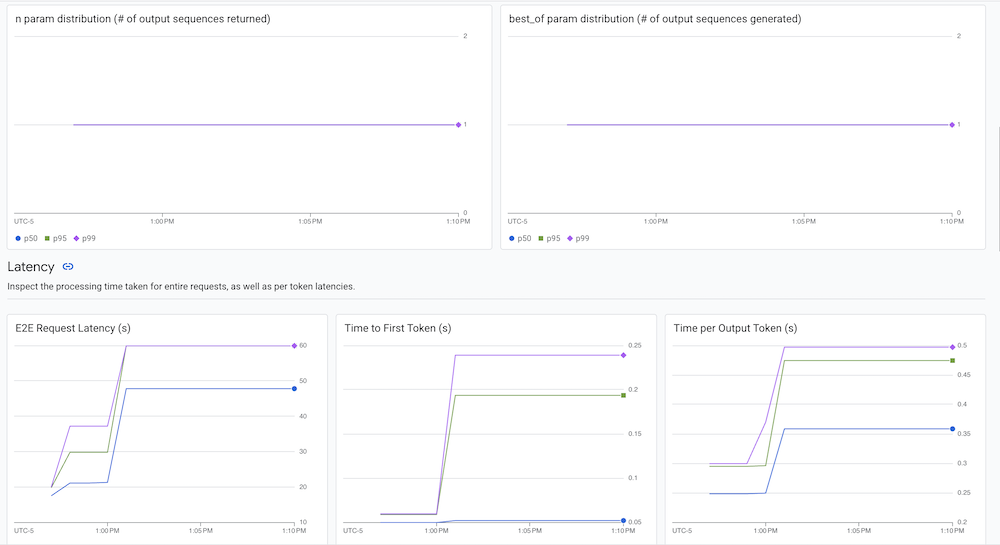 n param distribution (# of output sequences returned)
2
1
0
UTC-5 1:00 PM 1:05 PM 1:10 PM
p50 p95 p99
best_of param distribution (# of output sequences generated)
2
1
0
UTC-5 1:00 PM 1:05 PM 1:10 PM
p50 p95 p99
Latency
Inspect the processing time taken for entire requests, as well as per token latencies.
E2E Request Latency (s)
60
50
40
30
20
10
UTC-5 1:00 PM 1:05 PM 1:10 PM
Time to First Token (s)
0.25
0.2
0.15
0.1
0.05
UTC-5 1:00 PM 1:05 PM 1:10 PM
Time per Output Token (s)
0.5
0.45
0.4
0.35
0.3
0.25
0.2
UTC-5 1:00 PM 1:05 PM 1:10 PM